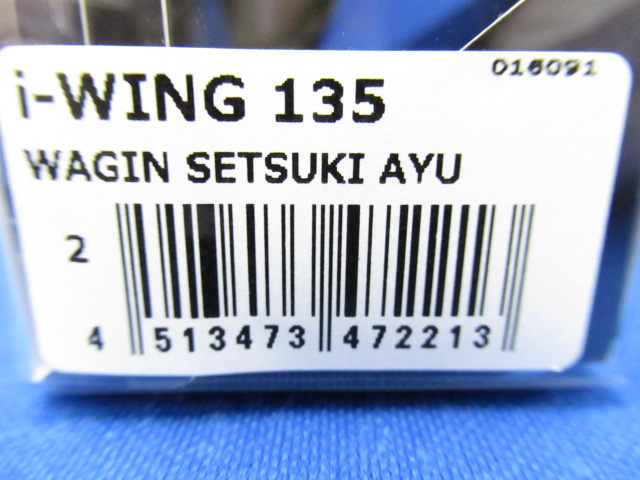 016091
i-WING 135
WAGIN SETSUKI AYU
2
4 513473 472213